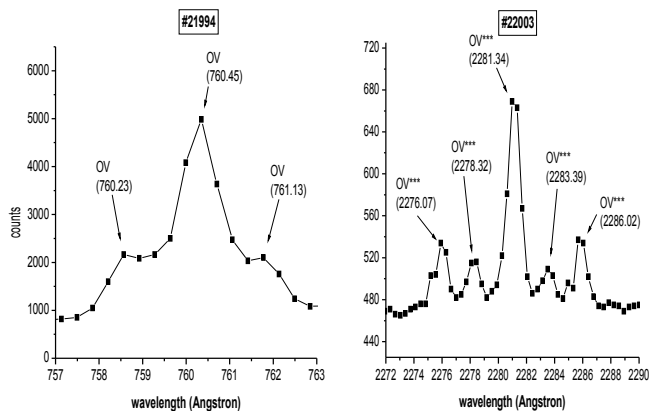 #21994
6000
5000
4000
3000
2000
1000
0
counts
OV
(760.45)
OV
(760.23)
OV
(761.13)
757 758 759 760 761 762 763
wavelength (Angstron)
#22003
720
680
640
600
560
520
480
440
OV***
(2281.34)
OV***
(2278.32)
OV***
(2276.07)
OV***
(2283.39)
OV***
(2286.02)
2272 2274 2276 2278 2280 2282 2284 2286 2288 2290
wavelength (Angstron)